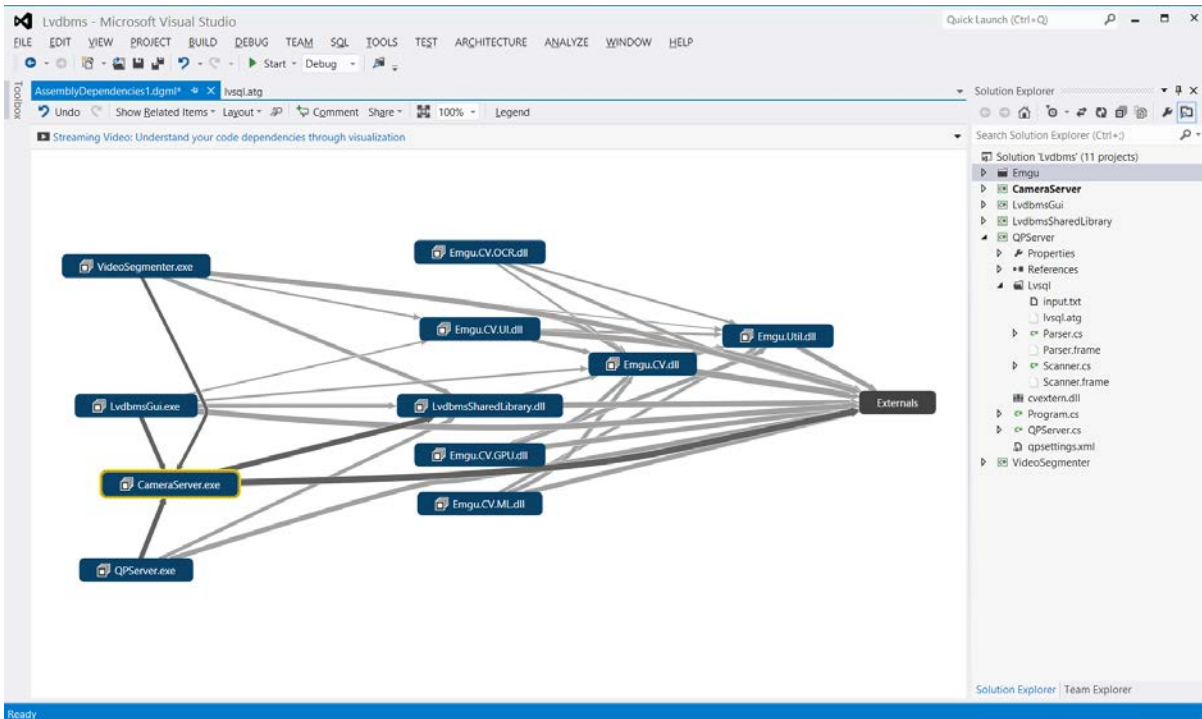 Lvdbms - Microsoft Visual Studio
Quick Launch (Ctrl+Q)
FILE EDIT VIEW PROJECT BUILD DEBUG TEAM SQL TOOLS TEST ARCHITECTURE ANALYZE WINDOW HELP
Start Debug
Toolbox
AssemblyDependencies1.dgml* lvsql.atg
Undo Show Related Items Layout Comment Share 100% Legend
Streaming Video: Understand your code dependencies through visualization
VideoSegmenter.exe
Emgu.CV.OCR.dll
Emgu.CV.UI.dll
Emgu.Util.dll
Emgu.CV.dll
LvdbmsGui.exe
LvdbmsSharedLibrary.dll
Externals
Emgu.CV.GPU.dll
CameraServer.exe
Emgu.CV.ML.dll
QPServer.exe
Solution Explorer
Search Solution Explorer (Ctrl+;)
Solution 'Lvdbms' (11 projects)
Emgu
CameraServer
LvdbmsGui
LvdbmsSharedLibrary
QPServer
Properties
References
Lvsql
input.txt
lvsql.atg
Parser.cs
Parser.frame
Scanner.cs
Scanner.frame
cvextern.dll
Program.cs
QPServer.cs
qpsettings.xml
VideoSegmenter
Solution Explorer Team Explorer
Ready